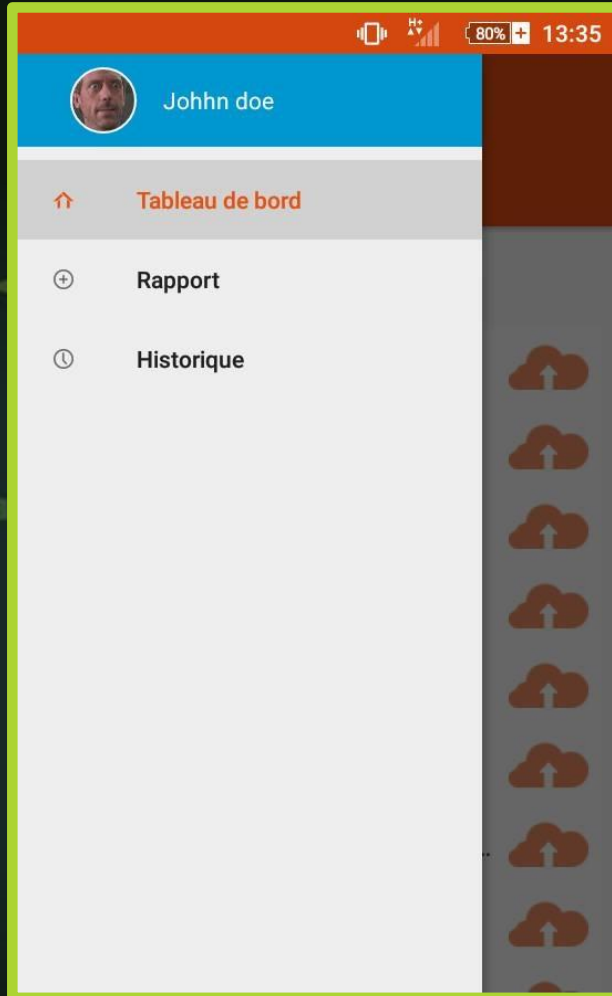 H+
80%
13:35
Johhn doe
Tableau de bord
Rapport
Historique
..